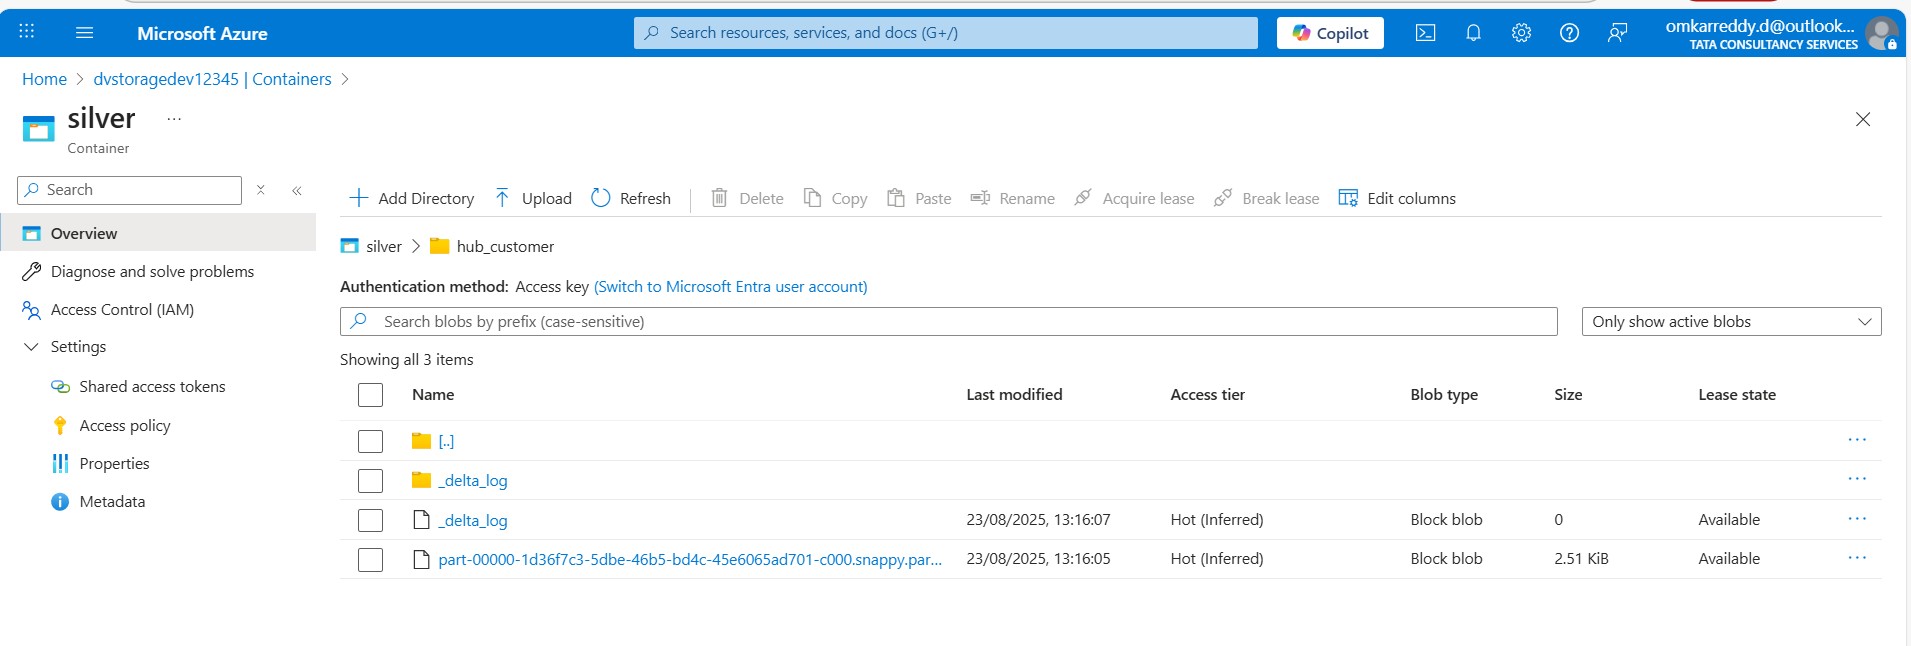 Microsoft Azure
Search resources, services, and docs (G+/)
Copilot
omkarreddy.d@outlook...
TATA CONSULTANCY SERVICES
Home > dvstoragedev12345 | Containers >
silver ...
Container
Search
Add Directory Upload Refresh Delete Copy Paste Rename Acquire lease Break lease Edit columns
Overview
Diagnose and solve problems
Access Control (IAM)
Settings
Shared access tokens
Access policy
Properties
Metadata
silver > hub_customer
Authentication method: Access key (Switch to Microsoft Entra user account)
Search blobs by prefix (case-sensitive)
Only show active blobs
Showing all 3 items
Name Last modified Access tier Blob type Size Lease state
[..] ...
_delta_log ...
_delta_log 23/08/2025, 13:16:07 Hot (Inferred) Block blob 0 Available ...
part-00000-1d36f7c3-5dbe-46b5-bd4c-45e6065ad701-c000.snappy.par... 23/08/2025, 13:16:05 Hot (Inferred) Block blob 2.51 KiB Available ...